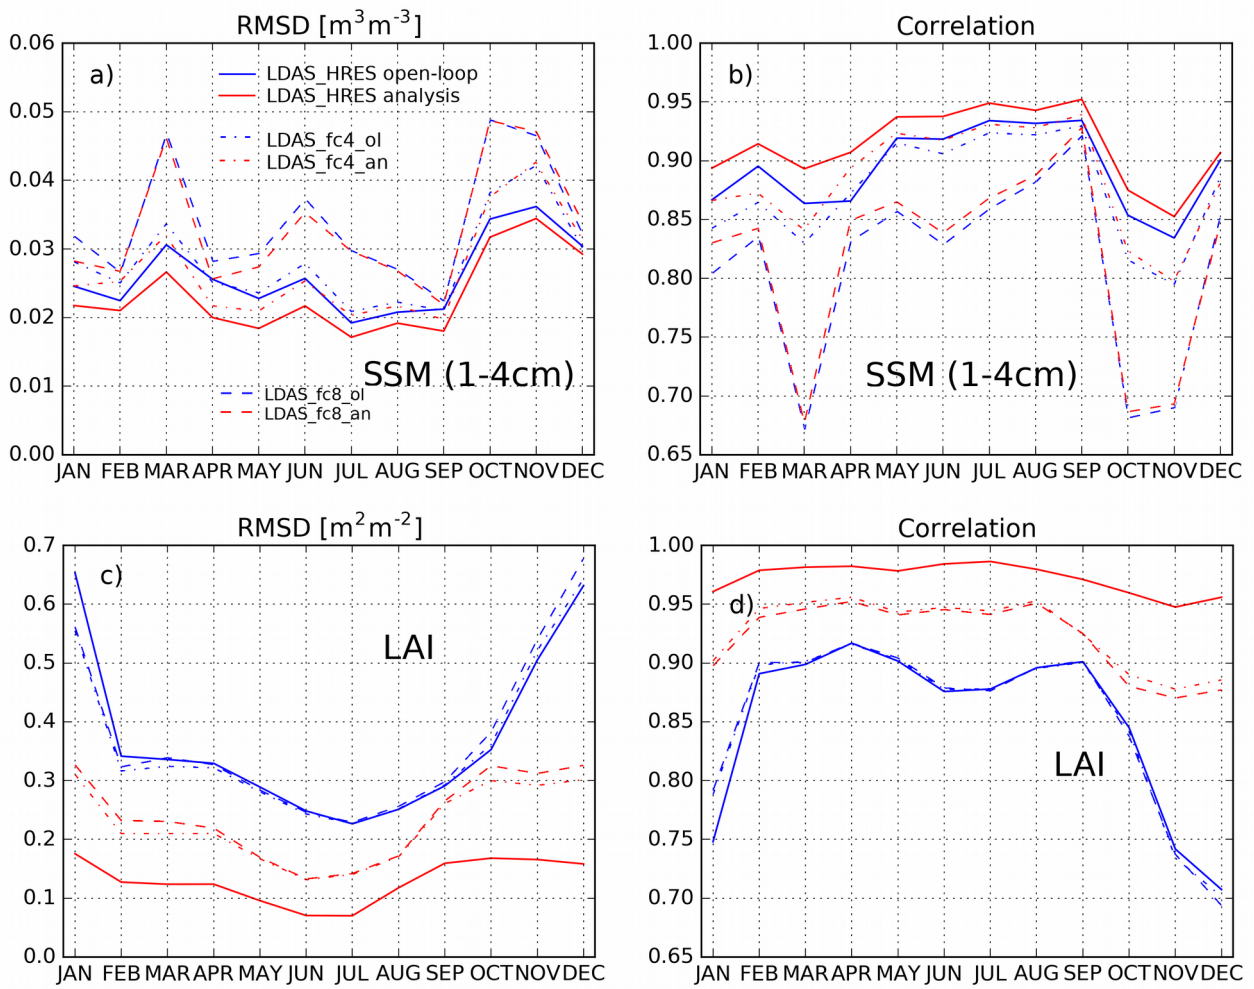 RMSD [m³m⁻³]
0.06
0.05
0.04
0.03
0.02
0.01
0.00
a)
LDAS_HRES open-loop
LDAS_HRES analysis
LDAS_fc4_ol
LDAS_fc4_an
SSM (1-4cm)
LDAS_fc8_ol
LDAS_fc8_an
JAN FEB MAR APR MAY JUN JUL AUG SEP OCT NOV DEC
Correlation
1.00
0.95
0.90
0.85
0.80
0.75
0.70
0.65
b)
SSM (1-4cm)
JAN FEB MAR APR MAY JUN JUL AUG SEP OCT NOV DEC
RMSD [m²m⁻²]
0.7
0.6
0.5
0.4
0.3
0.2
0.1
0.0
c)
LAI
JAN FEB MAR APR MAY JUN JUL AUG SEP OCT NOV DEC
Correlation
1.00
0.95
0.90
0.85
0.80
0.75
0.70
0.65
d)
LAI
JAN FEB MAR APR MAY JUN JUL AUG SEP OCT NOV DEC